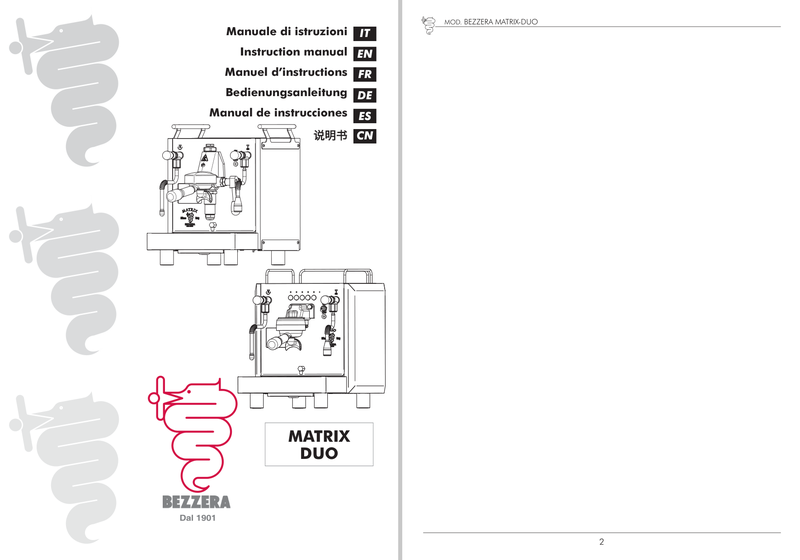 Manuale di istruzioni IT
Instruction manual EN
Manuel d'instructions FR
Bedienungsanleitung DE
Manual de instrucciones ES
说明书 CN
MATRIX
MATRIX
DUO
BEZZERA
Dal 1901
MOD. BEZZERA MATRIX-DUO
2